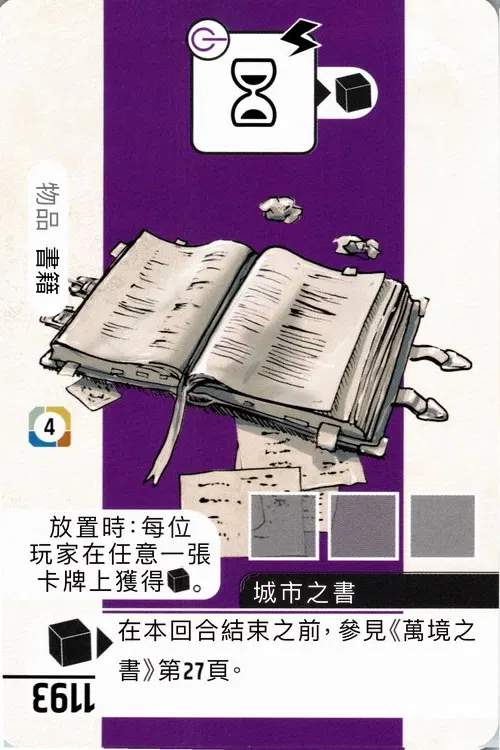 物品 書籍
4
放置時：每位
玩家在任意一張
卡牌上獲得。
城市之書
在本回合結束之前，參見《萬境之
書》第27頁。
1193